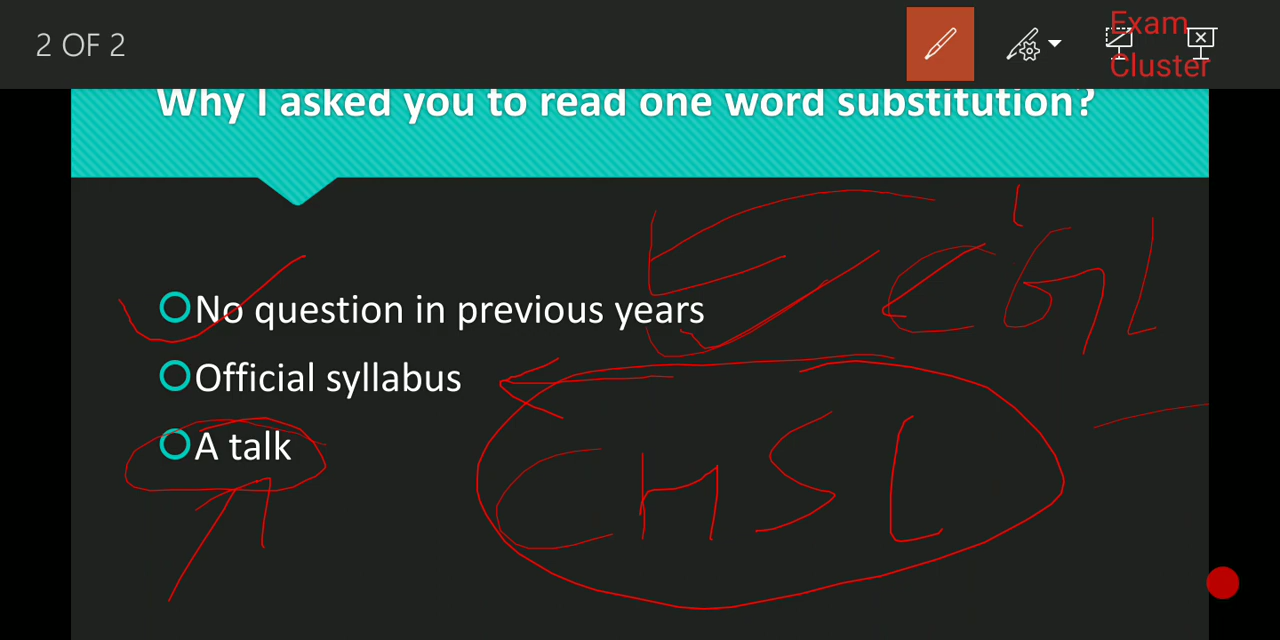 2 OF 2
Exam
Cluster
Why I asked you to read one word substitution?
No question in previous years
Official syllabus
A talk
CGL
CHSL